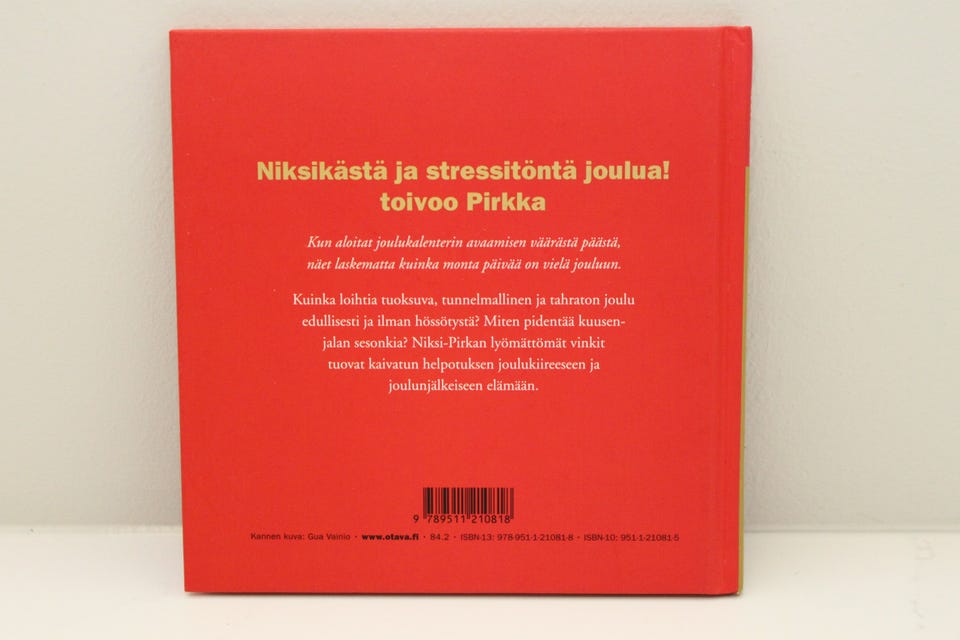 Niksikästä ja stressitöntä joulua!
toivoo Pirkka
Kun aloitat joulukalenterin avaamisen väärästä päästä,
näet laskematta kuinka monta päivää on vielä jouluun.
Kuinka loihtia tuoksuva, tunnelmallinen ja tahraton joulu
edullisesti ja ilman hössötystä? Miten pidentää kuusen-
jalan sesonkia? Niksi-Pirkan lyömättömät vinkit
tuovat kaivatun helpotuksen joulukiireeseen ja
joulunjälkeiseen elämään.
9 789511 210818
Kannen kuva: Gua Vainio · www.otava.fi · 84.2 · ISBN-13: 978-951-1-21081-8 · ISBN-10: 951-1-21081-5